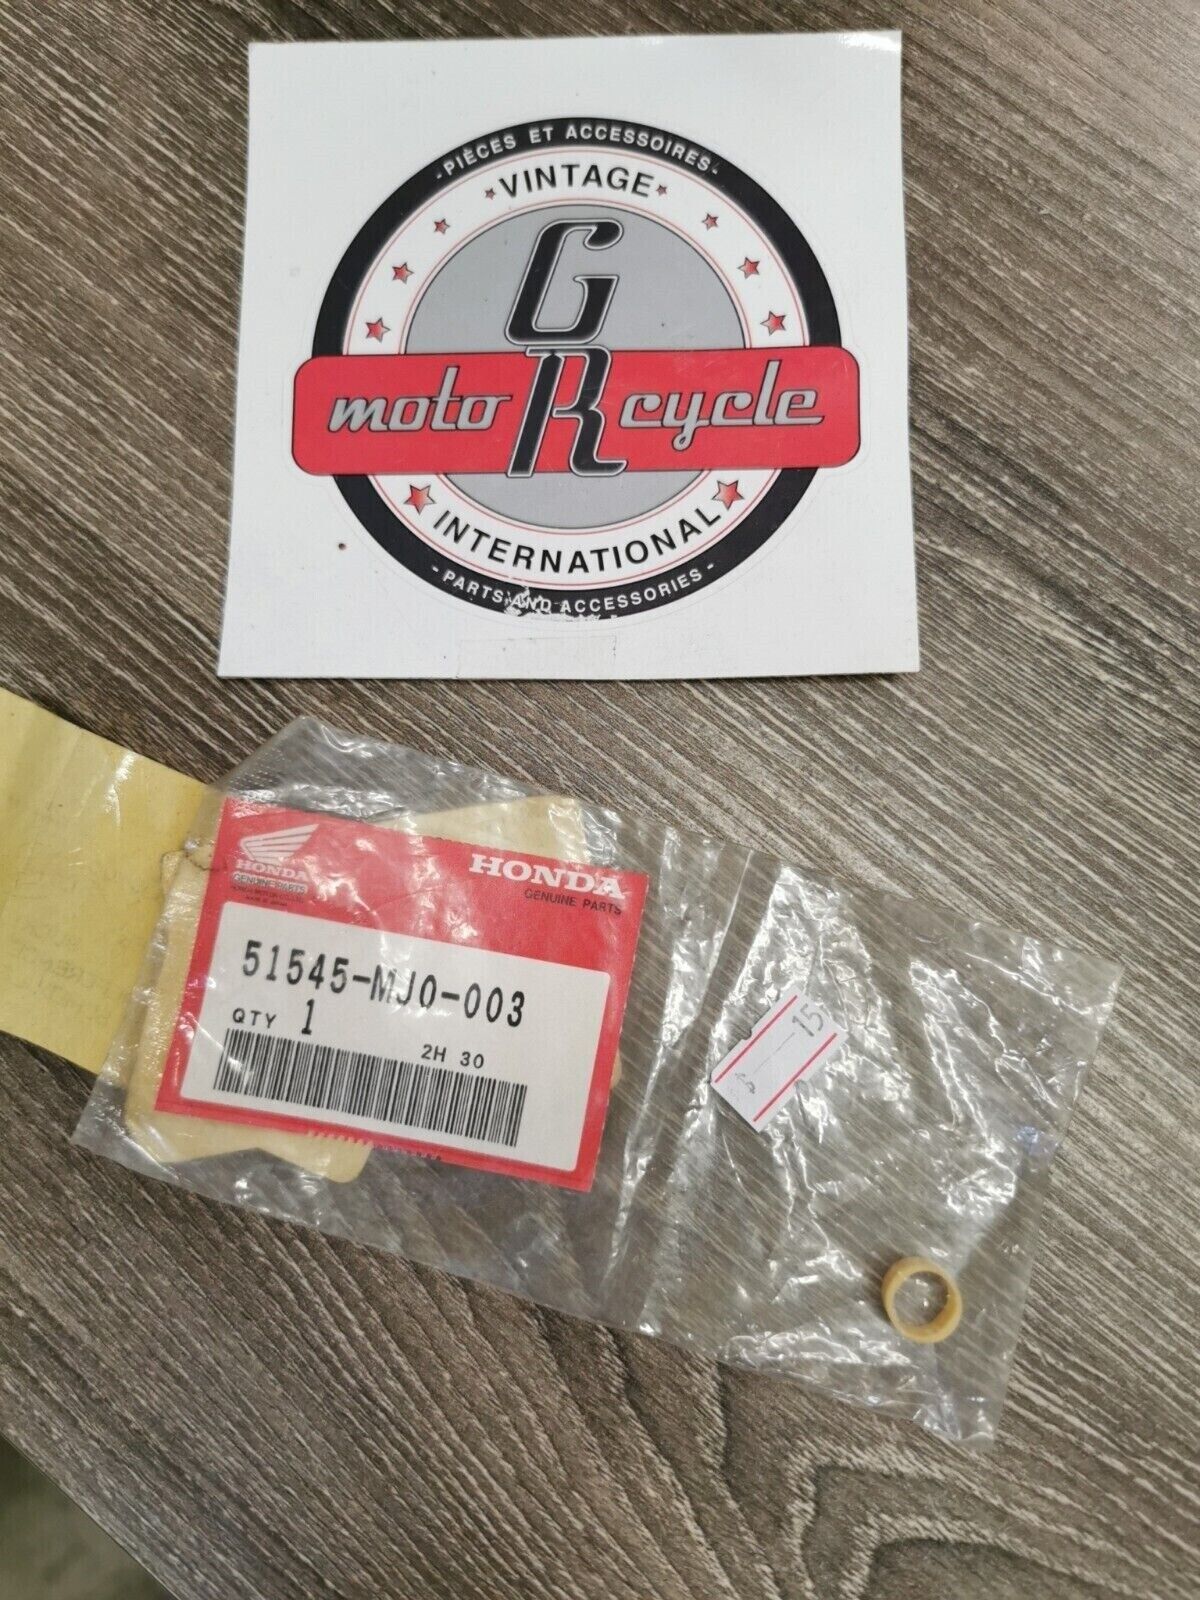 -PIÈCES ET ACCESSOIRES-
VINTAGE
G
moto R cycle
INTERNATIONAL
- PARTS AND ACCESSORIES -
HONDA
GENUINE PARTS
HONDA
GENUINE PARTS
51545-MJ0-003
QTY 1
2H 30
15